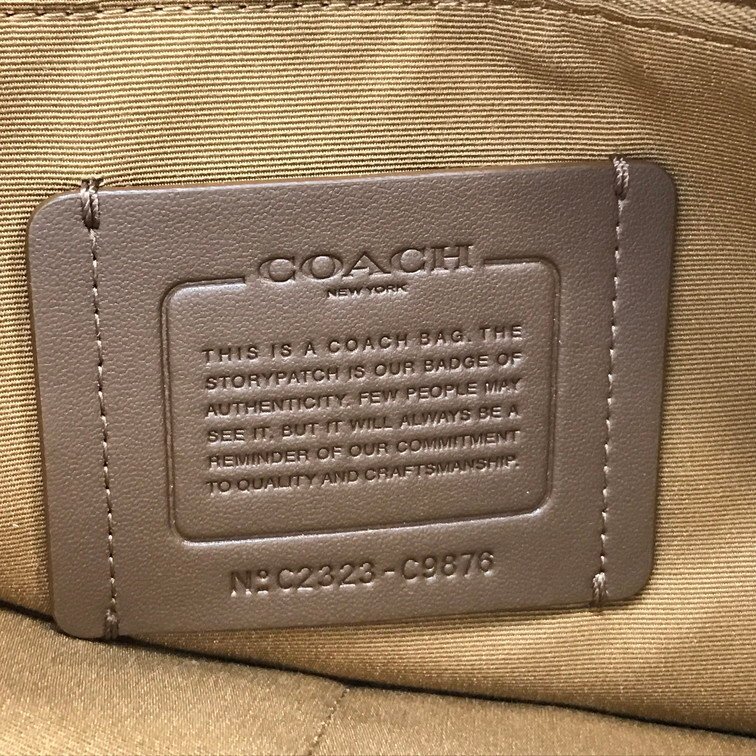 COACH
NEW YORK
THIS IS A COACH BAG. THE
STORYPATCH IS OUR BADGE OF
AUTHENTICITY. FEW PEOPLE MAY
SEE IT, BUT IT WILL ALWAYS BE A
REMINDER OF OUR COMMITMENT
TO QUALITY AND CRAFTSMANSHIP.
Nº C2323-C9876